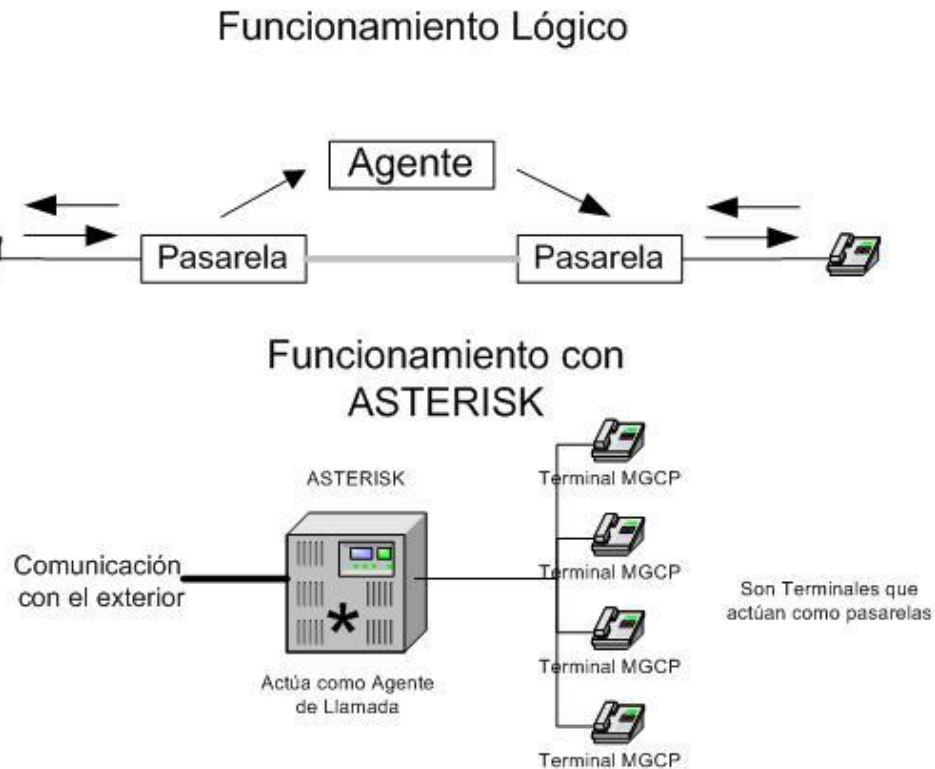 Funcionamiento Lógico
Agente
Pasarela
Pasarela
Funcionamiento con
ASTERISK
ASTERISK
Terminal MGCP
Terminal MGCP
Comunicación
con el exterior
*
Son Terminales que
actúan como pasarelas
Terminal MGCP
Actúa como Agente
de Llamada
Terminal MGCP